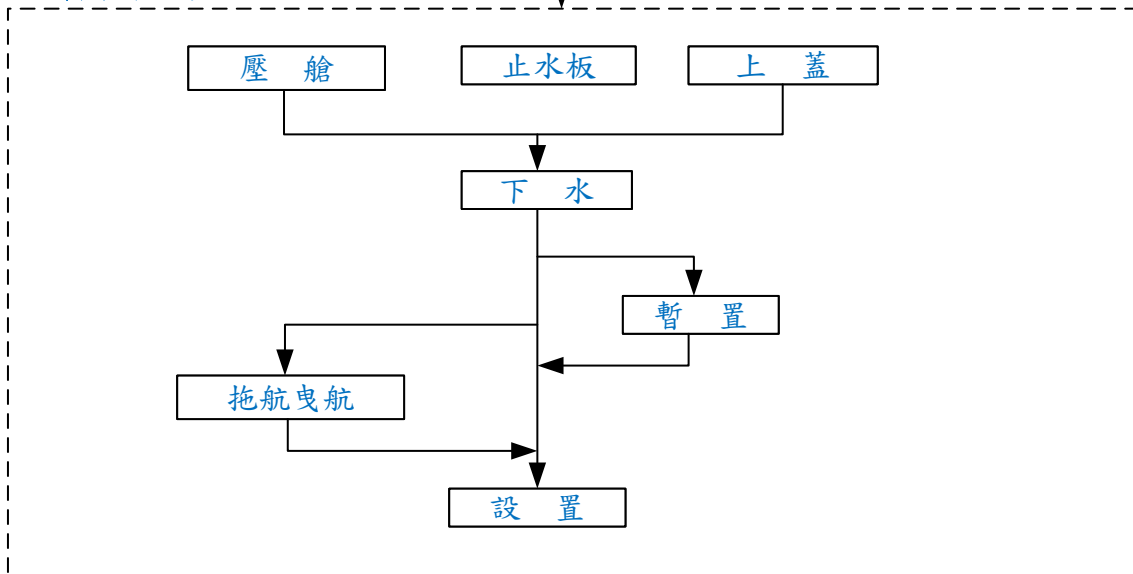 壓 艙
止水板
上 蓋
下 水
暫 置
拖航曳航
設 置